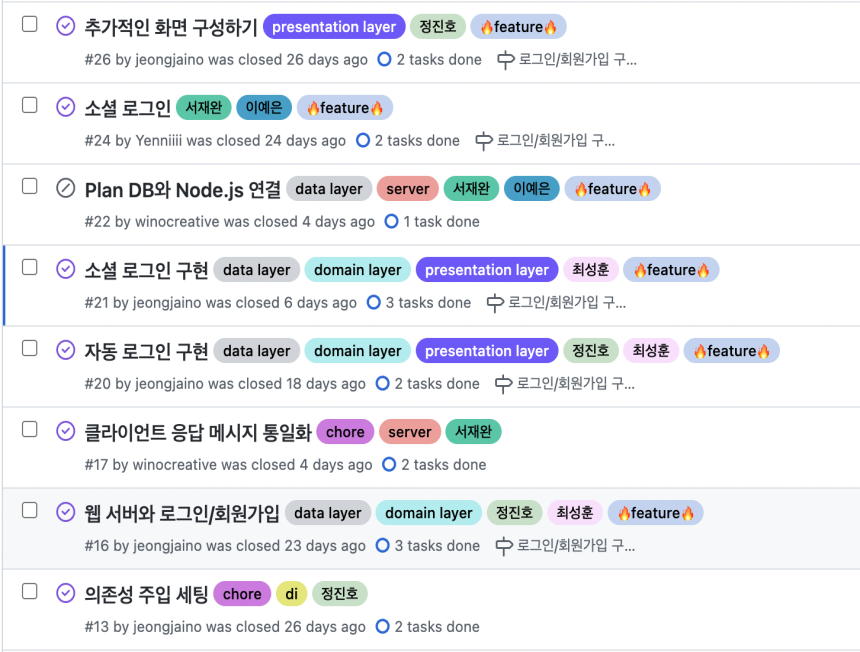 추가적인 화면 구성하기 presentation layer 정진호 🔥feature🔥
#26 by jeongjaino was closed 26 days ago 2 tasks done 로그인/회원가입 구...
소셜 로그인 서재완 이예은 🔥feature🔥
#24 by Yenniiii was closed 24 days ago 2 tasks done 로그인/회원가입 구...
Plan DB와 Node.js 연결 data layer server 서재완 이예은 🔥feature🔥
#22 by winocreative was closed 4 days ago 1 task done
소셜 로그인 구현 data layer domain layer presentation layer 최성훈 🔥feature🔥
#21 by jeongjaino was closed 6 days ago 3 tasks done 로그인/회원가입 구...
자동 로그인 구현 data layer domain layer presentation layer 정진호 최성훈 🔥feature🔥
#20 by jeongjaino was closed 18 days ago 2 tasks done 로그인/회원가입 구...
클라이언트 응답 메시지 통일화 chore server 서재완
#17 by winocreative was closed 4 days ago 2 tasks done
웹 서버와 로그인/회원가입 data layer domain layer 정진호 최성훈 🔥feature🔥
#16 by jeongjaino was closed 23 days ago 3 tasks done 로그인/회원가입 구...
의존성 주입 세팅 chore di 정진호
#13 by jeongjaino was closed 26 days ago 2 tasks done